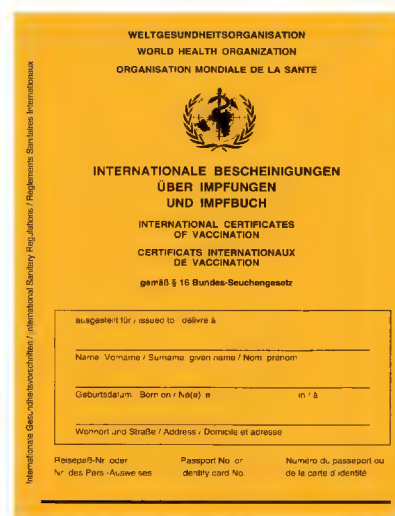 WELTGESUNDHEITSORGANISATION
WORLD HEALTH ORGANIZATION
ORGANISATION MONDIALE DE LA SANTÉ
INTERNATIONALE BESCHEINIGUNGEN
ÜBER IMPFUNGEN
UND IMPFBUCH
INTERNATIONAL CERTIFICATES
OF VACCINATION
CERTIFICATS INTERNATIONAUX
DE VACCINATION
gemäß § 16 Bundes-Seuchengesetz
ausgestellt für / issued to délivré à
Name Vorname / Surname given name / Nom prénom
Geburtsdatum Born on / Né(e) le in / à
Wohnort und Straße / Address / Domicile et adresse
Reisepaß-Nr oder Passport No or Numéro du passeport ou
Nr des Pers-Ausweises identity card No. de la carte d'identité
Internationale Gesundheitsvorschriften / International Sanitary Regulations / Règlements Sanitaires Internationaux